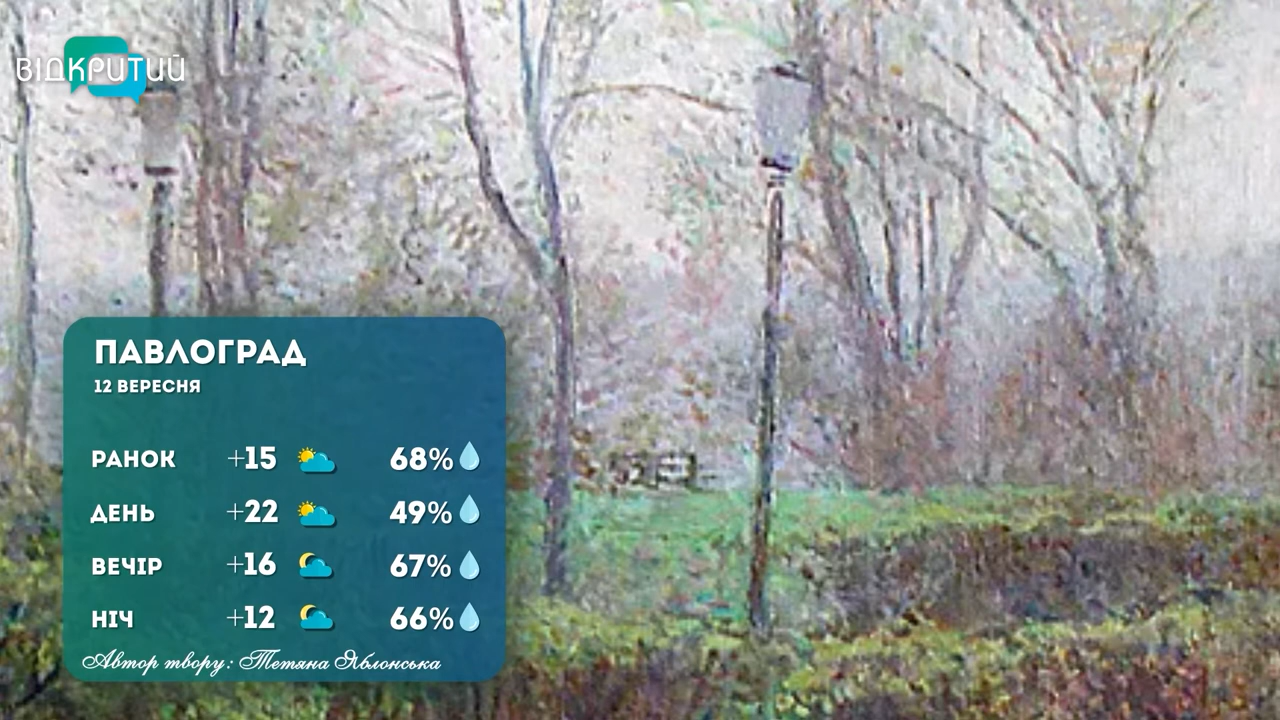 ВІДКРИТИЙ
ПАВЛОГРАД
12 ВЕРЕСНЯ
РАНОК +15 68%
ДЕНЬ +22 49%
ВЕЧІР +16 67%
НІЧ +12 66%
Автор твору: Тетяна Яблонська